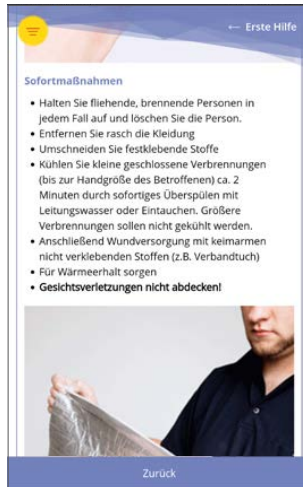 ← Erste Hilfe
Sofortmaßnahmen
• Halten Sie fliehende, brennende Personen in
jedem Fall auf und löschen Sie die Person.
• Entfernen Sie rasch die Kleidung
• Umschneiden Sie festklebende Stoffe
• Kühlen Sie kleine geschlossene Verbrennungen
(bis zur Handgröße des Betroffenen) ca. 2
Minuten durch sofortiges Überspülen mit
Leitungswasser oder Eintauchen. Größere
Verbrennungen sollen nicht gekühlt werden.
• Anschließend Wundversorgung mit keimarmen
nicht verklebenden Stoffen (z.B. Verbandtuch)
• Für Wärmeerhalt sorgen
• Gesichtsverletzungen nicht abdecken!
Zurück